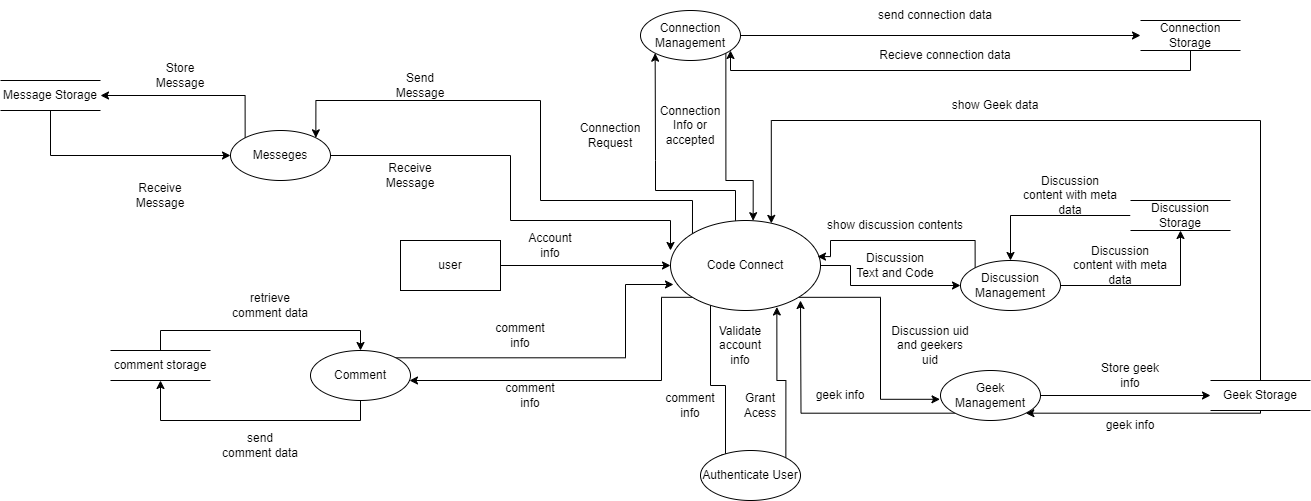 send connection data
Connection
Management
Connection
Storage
Recieve connection data
Store
Message
Send
Message
Message Storage
show Geek data
Connection
Info or
accepted
Connection
Request
Messeges
Receive
Message
Receive
Message
Discussion
content with meta
data
Discussion
Storage
show discussion contents
Account
info
user
Code Connect
Discussion
Text and Code
Discussion
content with meta
data
Discussion
Management
retrieve
comment data
comment
info
Validate
account
info
Discussion uid
and geekers
uid
comment storage
Comment
comment
info
comment
info
Grant
Acess
geek info
Geek
Management
Store geek
info
Geek Storage
geek info
send
comment data
Authenticate User